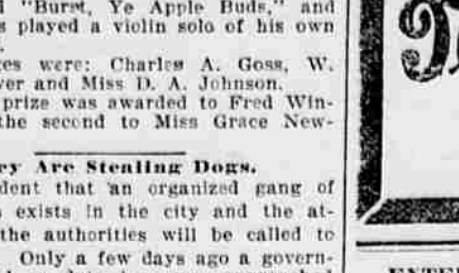 "Burst, Ye Apple Buds," and
played a violin solo of his own
were: Charles A. Goss, W.
ver and Miss D. A. Johnson.
prize was awarded to Fred Win-
the second to Miss Grace New-
ry Are Stealing Dogs.
dent that an organized gang of
exists in the city and the at-
the authorities will be called to
Only a few days ago a govern-